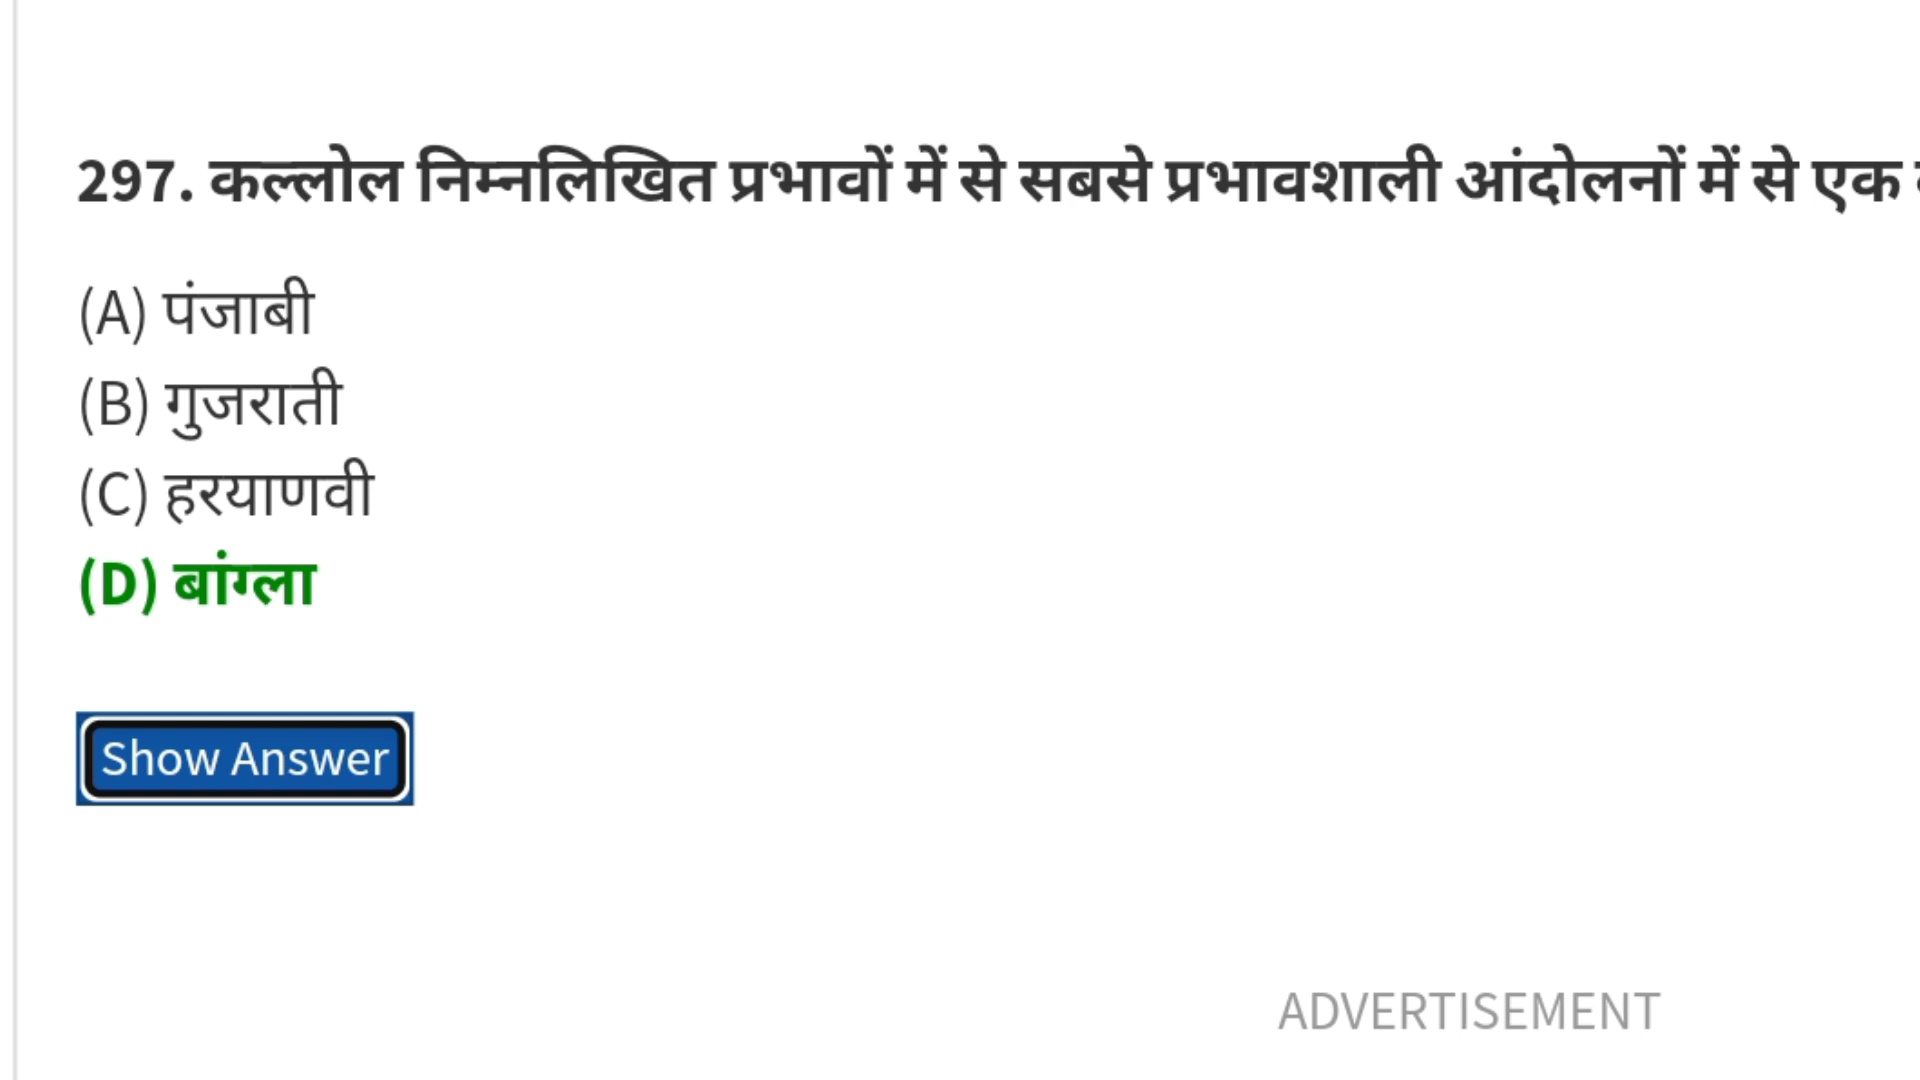 297. कल्लोल निम्नलिखित प्रभावों में से सबसे प्रभावशाली आंदोलनों में से एक
(A) पंजाबी
(B) गुजराती
(C) हरयाणवी
(D) बांग्ला
Show Answer
ADVERTISEMENT